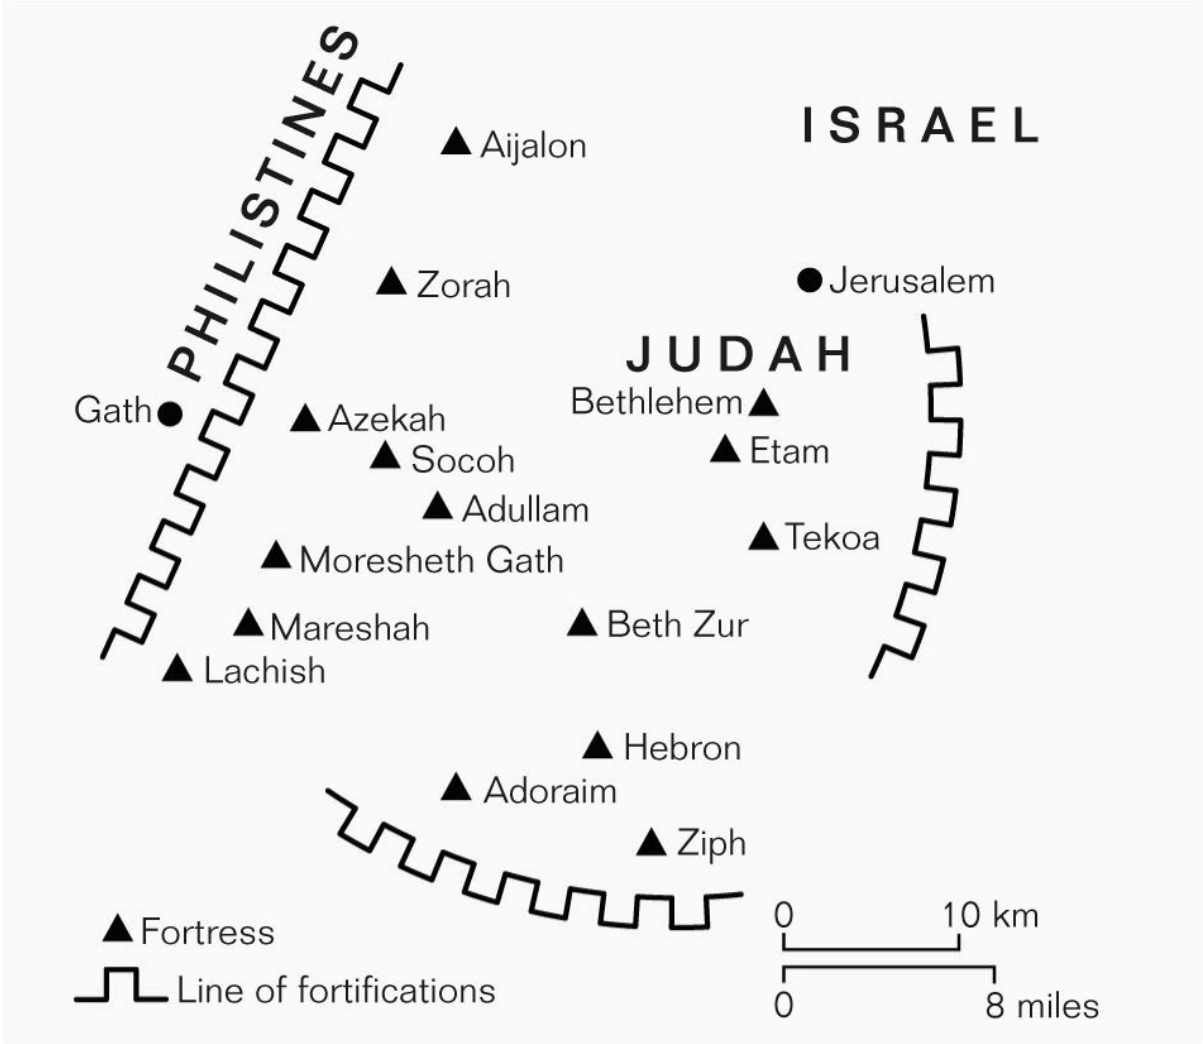 PHILISTINES
ISRAEL
Aijalon
Zorah
Jerusalem
JUDAH
Bethlehem
Gath
Azekah
Etam
Socoh
Adullam
Tekoa
Moresheth Gath
Mareshah
Beth Zur
Lachish
Hebron
Adoraim
Ziph
0 10 km
0 8 miles
Fortress
Line of fortifications